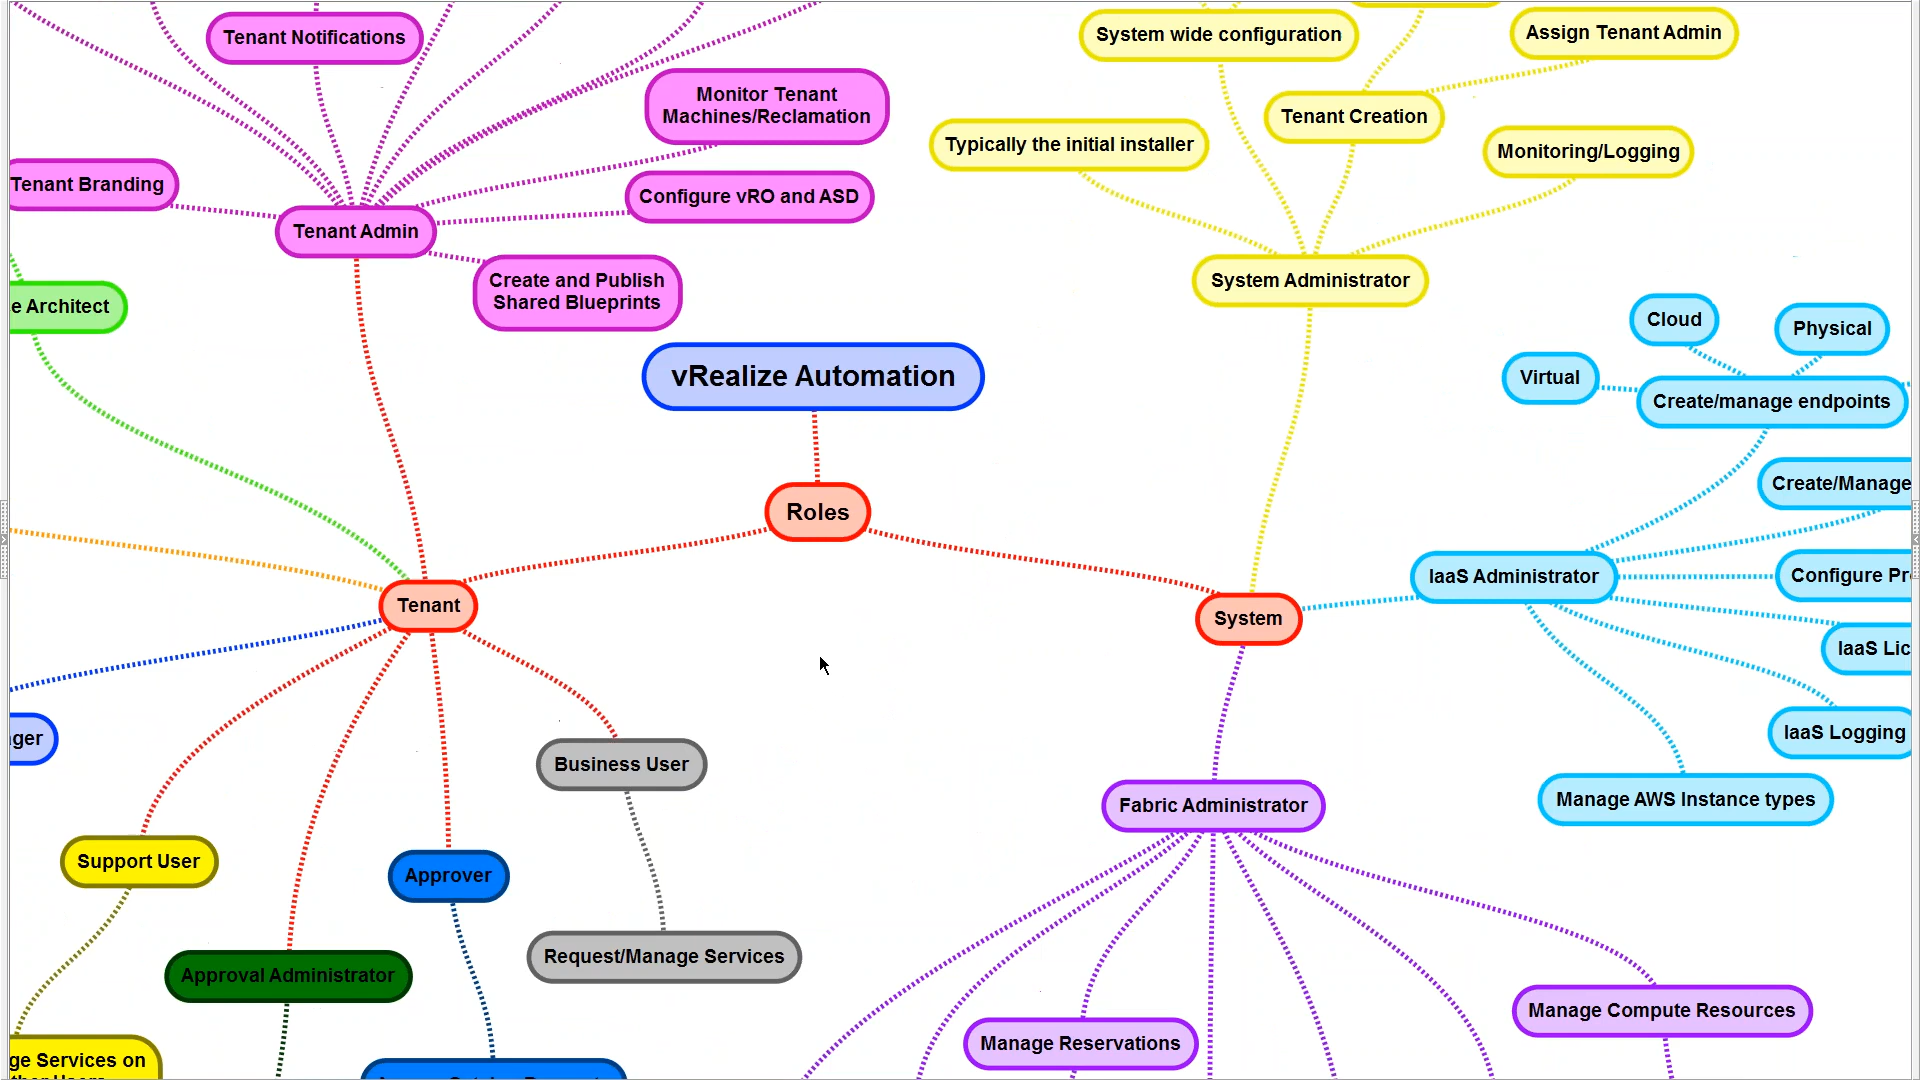 Tenant Notifications
System wide configuration
Assign Tenant Admin
Monitor Tenant
Machines/Reclamation
Tenant Creation
Typically the initial installer
Monitoring/Logging
Tenant Branding
Configure vRO and ASD
Tenant Admin
Create and Publish
Shared Blueprints
System Administrator
e Architect
Cloud
Physical
vRealize Automation
Virtual
Create/manage endpoints
Create/Manage
Roles
IaaS Administrator
Configure Pr
Tenant
System
IaaS Lic
ger
IaaS Logging
Business User
Fabric Administrator
Manage AWS Instance types
Support User
Approver
Request/Manage Services
Approval Administrator
Manage Compute Resources
Manage Reservations
ge Services on